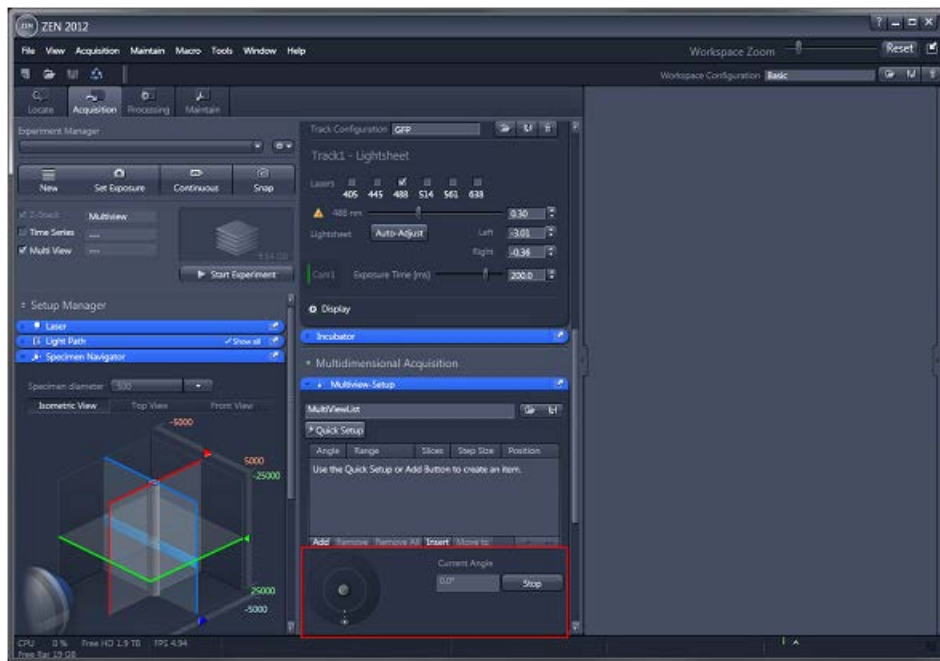 ZEN 2012
File View Acquisition Maintain Macro Tools Window Help
Workspace Zoom Reset
Workspace Configuration Basic
Locate Acquisition Processing Maintain
Experiment Manager
New Set Exposure Continuous Snap
Z-Stack Multiview
Time Series ---
Multi View ---
Start Experiment
Setup Manager
Laser
Light Path Show all
Specimen Navigator
Specimen diameter 500
Isometric View Top View Front View
-5000
5000
-25000
25000
-5000
Track Configuration GFP
Track1 - Lightsheet
Lasers
405 445 488 514 561 638
488 nm 0.30
Lightsheet Auto-Adjust Left -3.01
Right -0.36
Cam1 Exposure Time [ms] 200.0
Display
Incubator
Multidimensional Acquisition
Multiview-Setup
MultiViewList
Quick Setup
Angle Range Slices Step Size Position
Use the Quick Setup or Add Button to create an item.
Add Remove Remove All Insert Move to
Current Angle
0.0° Stop
CPU 0 % Free HD 1.9 TB FPS 4.94
Free Rar 19 GB